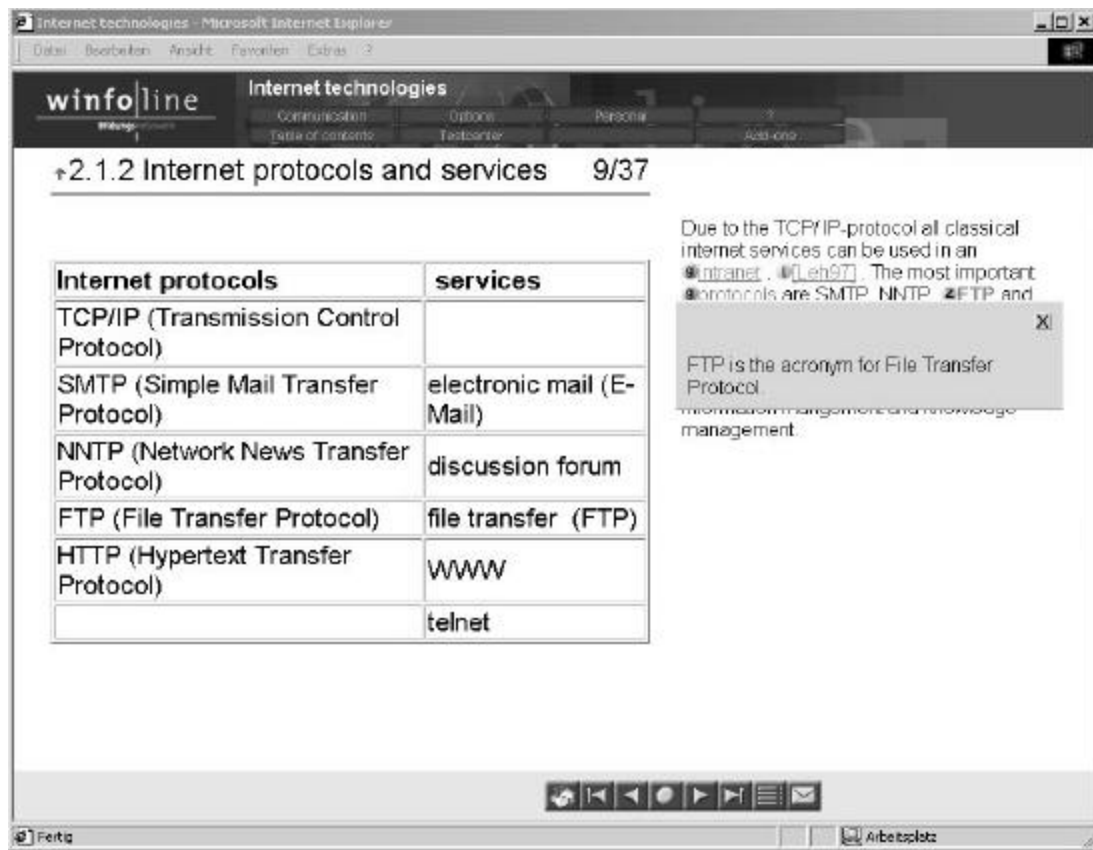 Internet technologies - Microsoft Internet Explorer
Datei Bearbeiten Ansicht Favoriten Extras ?
winfoline
Internet technologies
Communication Options Personal ?
Table of contents Testcenter Add-ons
2.1.2 Internet protocols and services 9/37
Internet protocols services
TCP/IP (Transmission Control
Protocol)
SMTP (Simple Mail Transfer
Protocol)
electronic mail (E-
Mail)
NNTP (Network News Transfer
Protocol)
discussion forum
FTP (File Transfer Protocol) file transfer (FTP)
HTTP (Hypertext Transfer
Protocol)
WWW
telnet
Due to the TCP/IP-protocol all classical
internet services can be used in an
intranet , [Leh97] . The most important
protocols are SMTP, NNTP, FTP and
X
FTP is the acronym for File Transfer
Protocol.
information mangement and knowledge
management.
Fertig
Arbeitsplatz